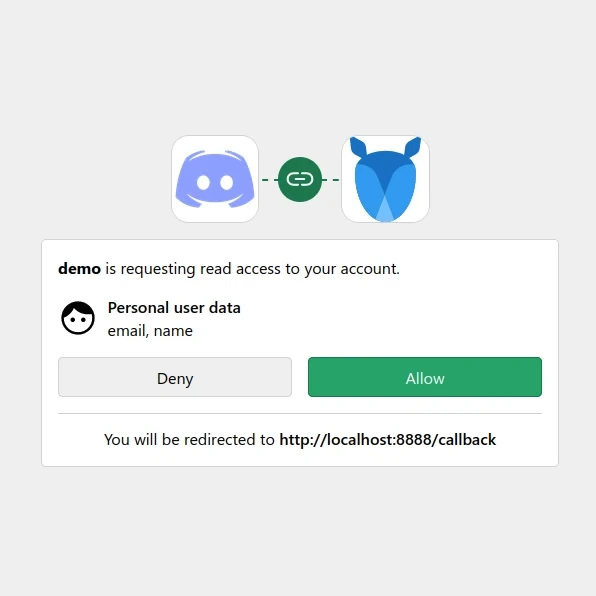 demo is requesting read access to your account.
Personal user data
email, name
Deny
Allow
You will be redirected to http://localhost:8888/callback